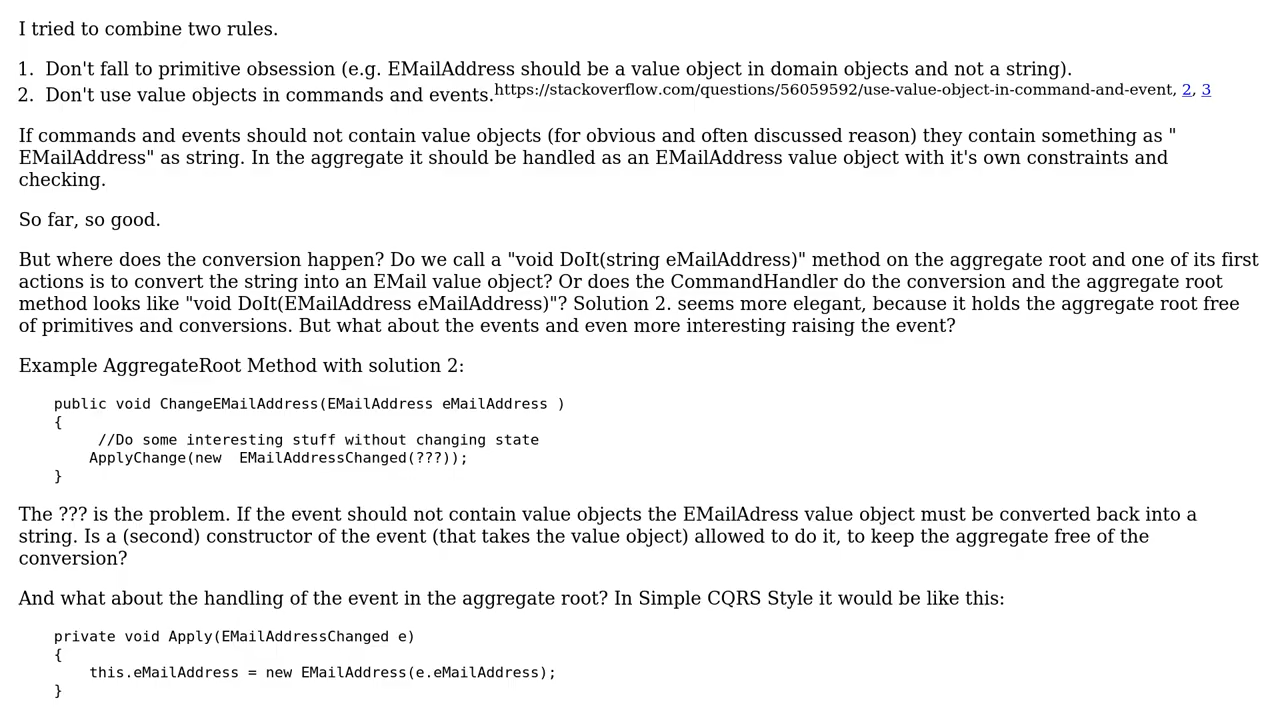 I tried to combine two rules.
1. Don't fall to primitive obsession (e.g. EMailAddress should be a value object in domain objects and not a string).
2. Don't use value objects in commands and events.https://stackoverflow.com/questions/56059592/use-value-object-in-command-and-event, 2, 3
If commands and events should not contain value objects (for obvious and often discussed reason) they contain something as "
EMailAddress" as string. In the aggregate it should be handled as an EMailAddress value object with it's own constraints and
checking.
So far, so good.
But where does the conversion happen? Do we call a "void DoIt(string eMailAddress)" method on the aggregate root and one of its first
actions is to convert the string into an EMail value object? Or does the CommandHandler do the conversion and the aggregate root
method looks like "void DoIt(EMailAddress eMailAddress)"? Solution 2. seems more elegant, because it holds the aggregate root free
of primitives and conversions. But what about the events and even more interesting raising the event?
Example AggregateRoot Method with solution 2:
public void ChangeEMailAddress(EMailAddress eMailAddress )
{
//Do some interesting stuff without changing state
ApplyChange(new  EMailAddressChanged(???));
}
The ??? is the problem. If the event should not contain value objects the EMailAdress value object must be converted back into a
string. Is a (second) constructor of the event (that takes the value object) allowed to do it, to keep the aggregate free of the
conversion?
And what about the handling of the event in the aggregate root? In Simple CQRS Style it would be like this:
private void Apply(EMailAddressChanged e)
{
this.eMailAddress = new EMailAddress(e.eMailAddress);
}